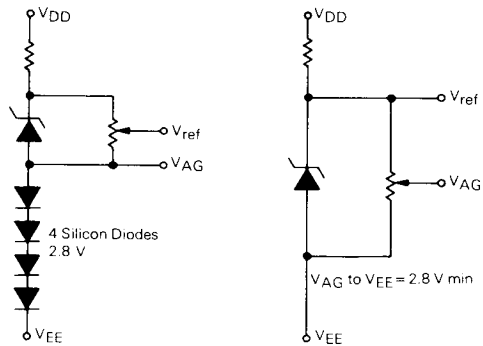 VDD
Vref
VAG
4 Silicon Diodes
2.8 V
VEE
VDD
Vref
VAG
VAG to VEE = 2.8 V min
VEE